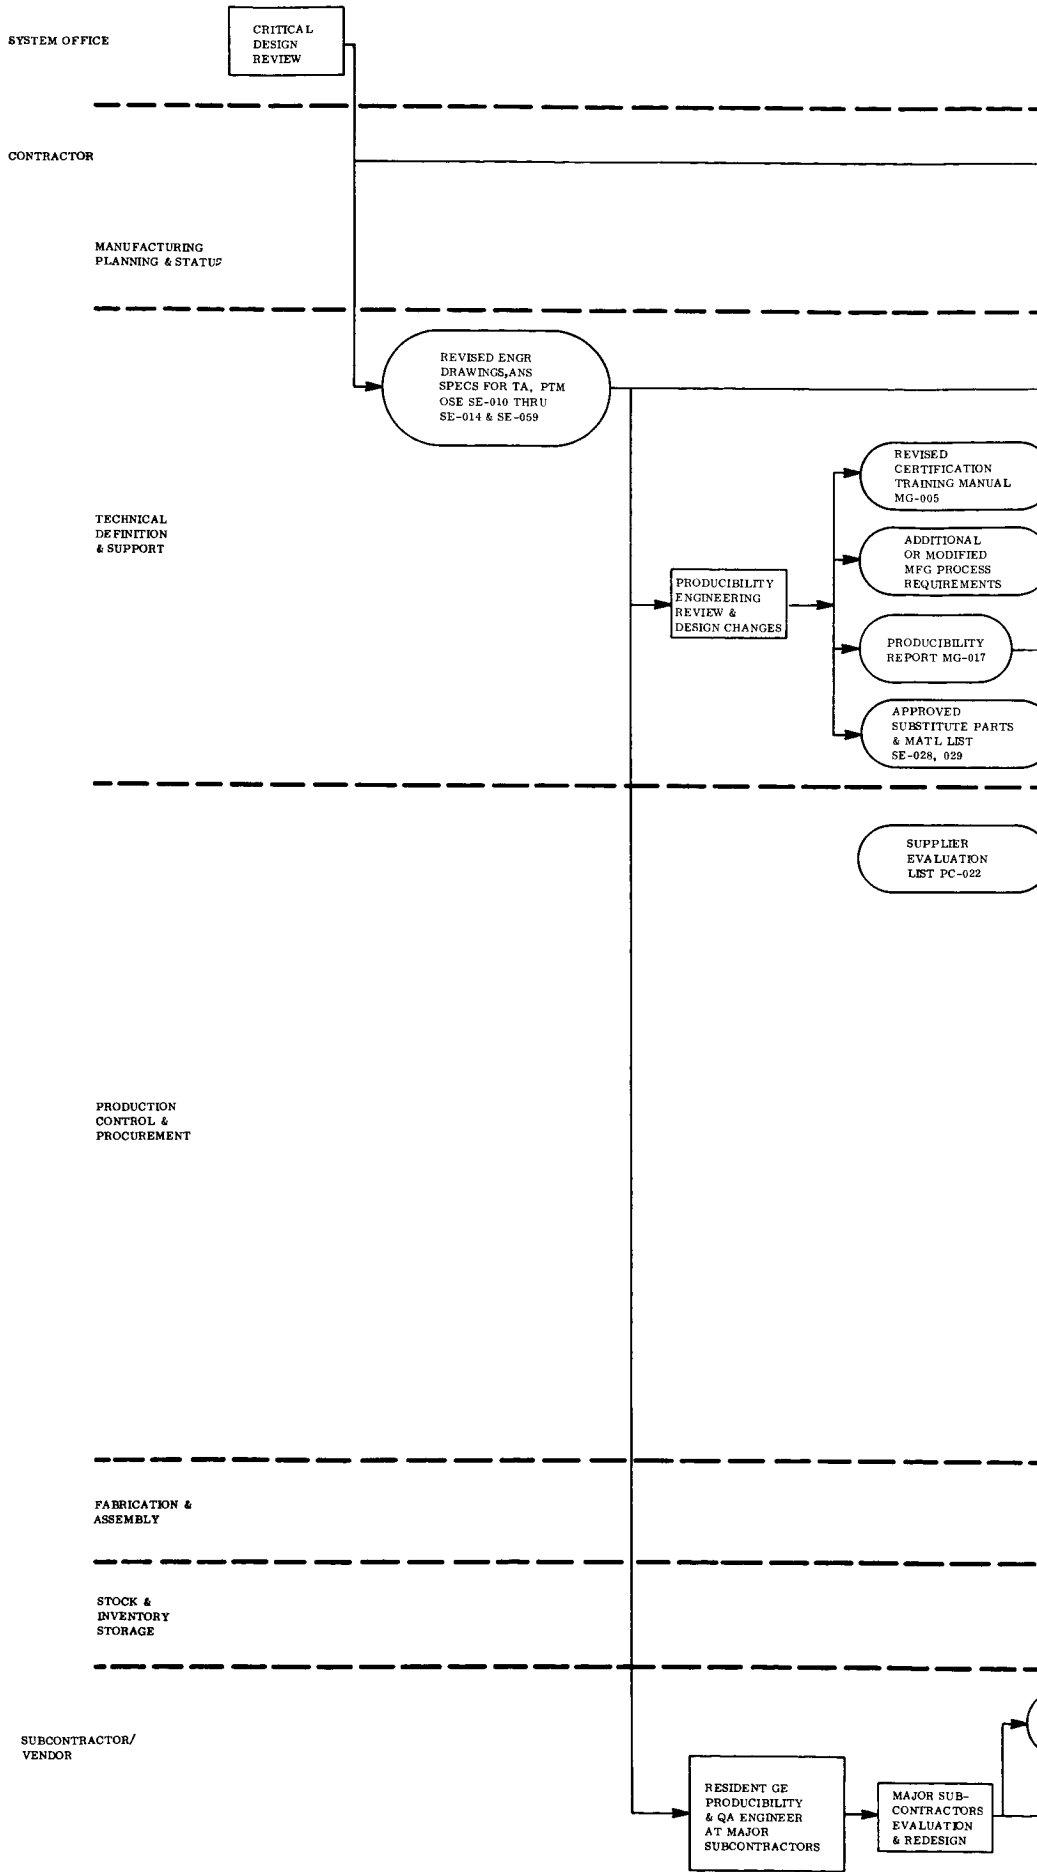 SYSTEM OFFICE
CRITICAL
DESIGN
REVIEW
CONTRACTOR
MANUFACTURING
PLANNING & STATUS
REVISED ENGR
DRAWINGS,ANS
SPECS FOR TA, PTM
OSE SE-010 THRU
SE-014 & SE-059
TECHNICAL
DEFINITION
& SUPPORT
REVISED
CERTIFICATION
TRAINING MANUAL
MG-005
ADDITIONAL
OR MODIFIED
MFG PROCESS
REQUIREMENTS
PRODUCIBILITY
ENGINEERING
REVIEW &
DESIGN CHANGES
PRODUCIBILITY
REPORT MG-017
APPROVED
SUBSTITUTE PARTS
& MAT'L LIST
SE-028, 029
SUPPLIER
EVALUATION
LIST PC-022
PRODUCTION
CONTROL &
PROCUREMENT
FABRICATION &
ASSEMBLY
STOCK &
INVENTORY
STORAGE
SUBCONTRACTOR/
VENDOR
RESIDENT GE
PRODUCIBILITY
& QA ENGINEER
AT MAJOR
SUBCONTRACTORS
MAJOR SUB-
CONTRACTORS
EVALUATION
& REDESIGN